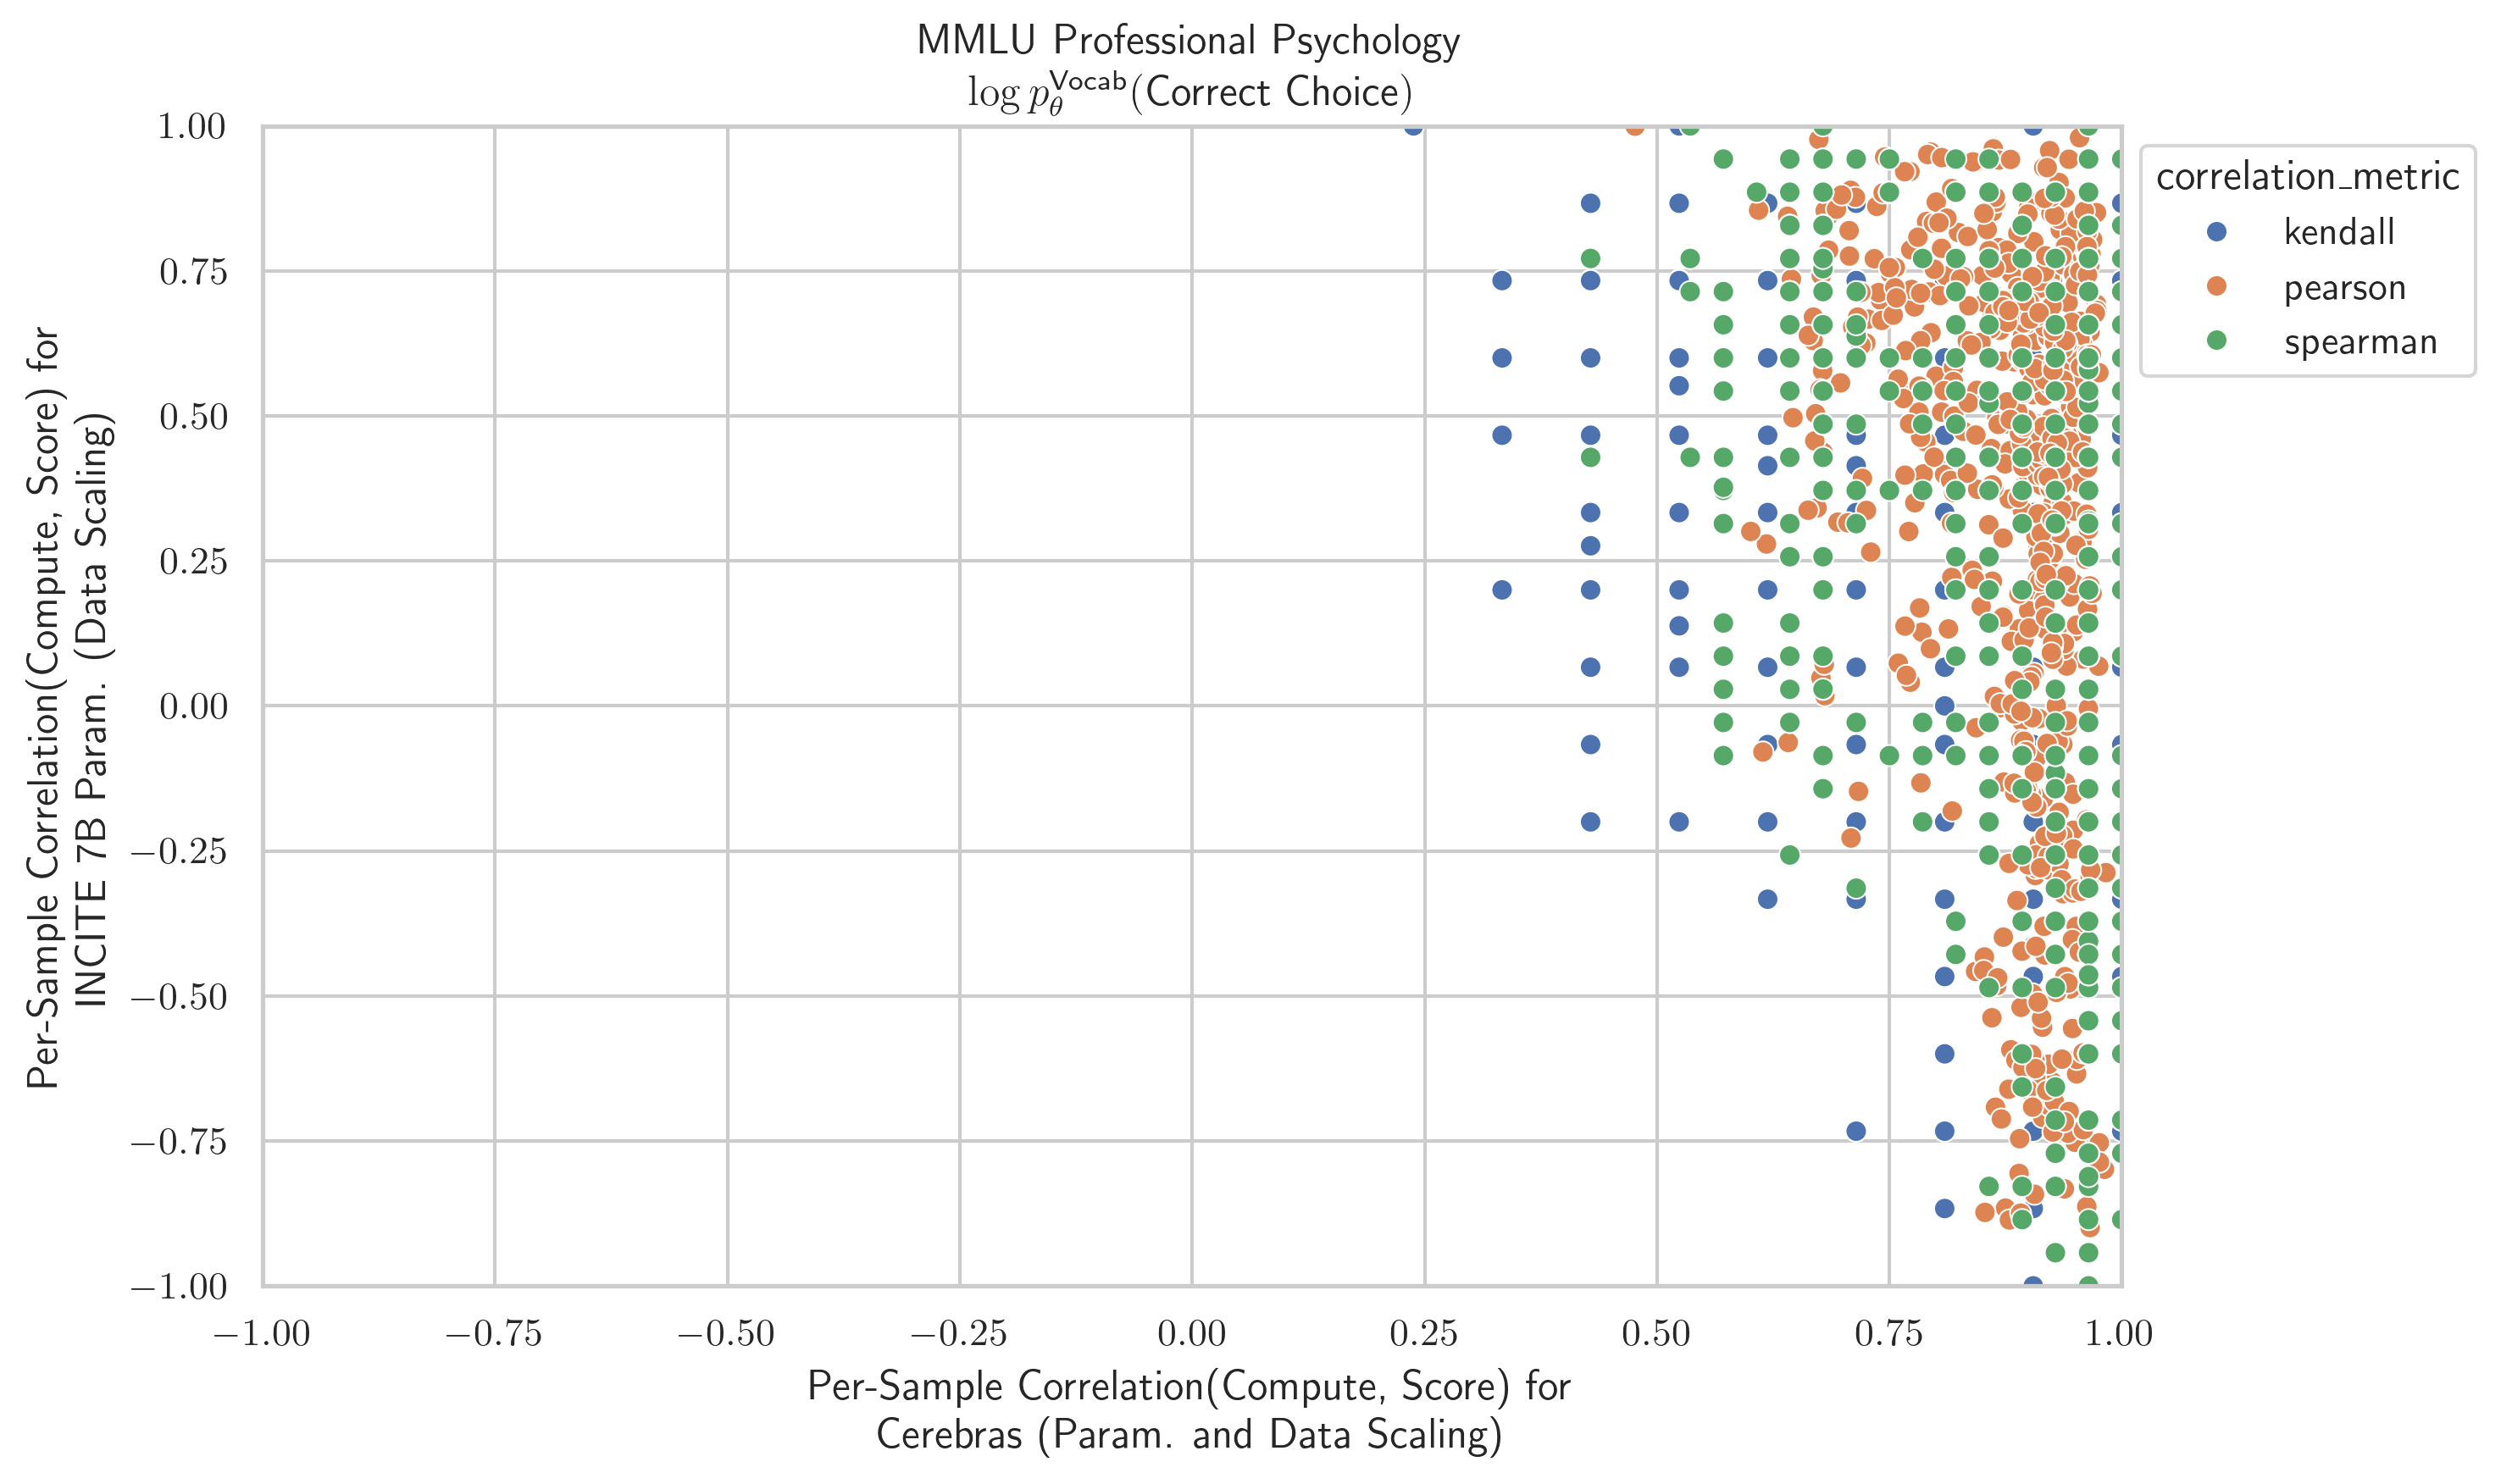 MMLU Professional Psychology
log p_θ^Vocab(Correct Choice)
Per-Sample Correlation(Compute, Score) for
INCITE 7B Param. (Data Scaling)
1.00
0.75
0.50
0.25
0.00
−0.25
−0.50
−0.75
−1.00
−1.00 −0.75 −0.50 −0.25 0.00 0.25 0.50 0.75 1.00
Per-Sample Correlation(Compute, Score) for
Cerebras (Param. and Data Scaling)
correlation_metric
kendall
pearson
spearman